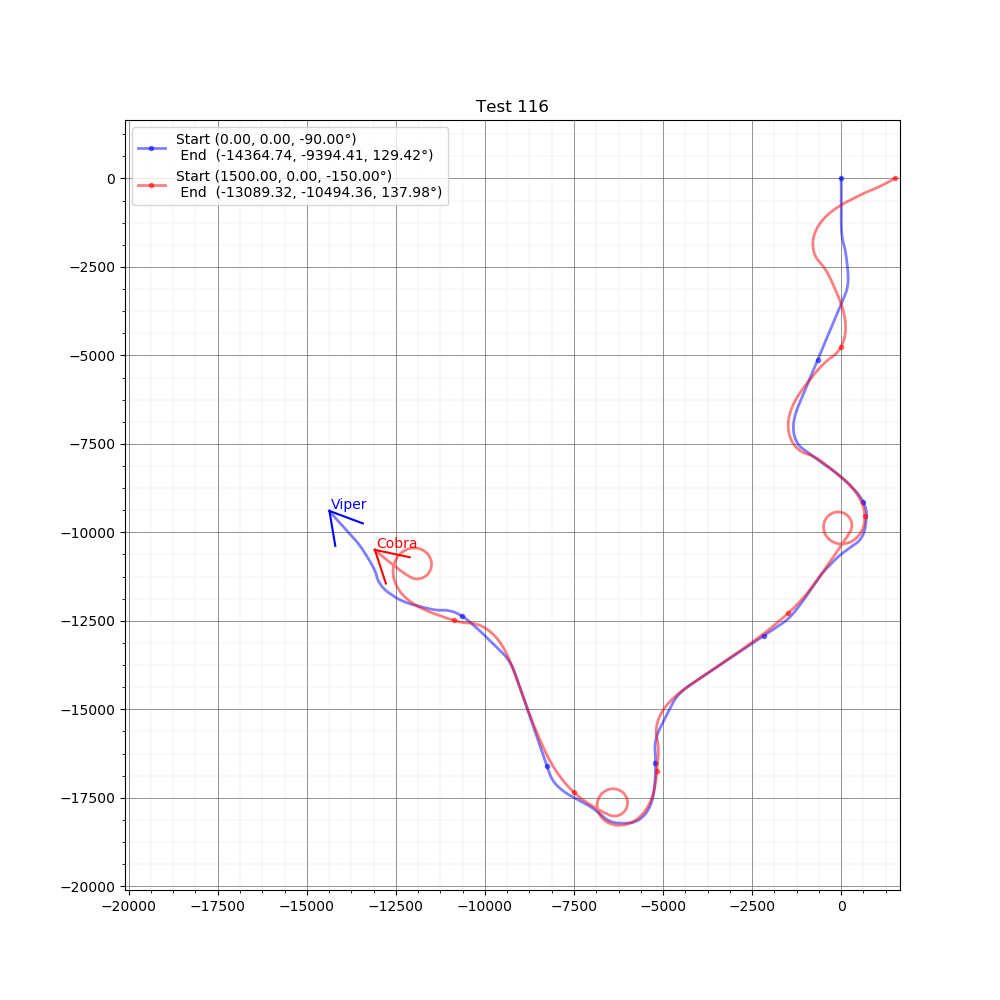 Test 116
Start (0.00, 0.00, -90.00°)
End (-14364.74, -9394.41, 129.42°)
Start (1500.00, 0.00, -150.00°)
End (-13089.32, -10494.36, 137.98°)
0
−2500
−5000
−7500
−10000
−12500
−15000
−17500
−20000
Viper
Cobra
−20000 −17500 −15000 −12500 −10000 −7500 −5000 −2500 0